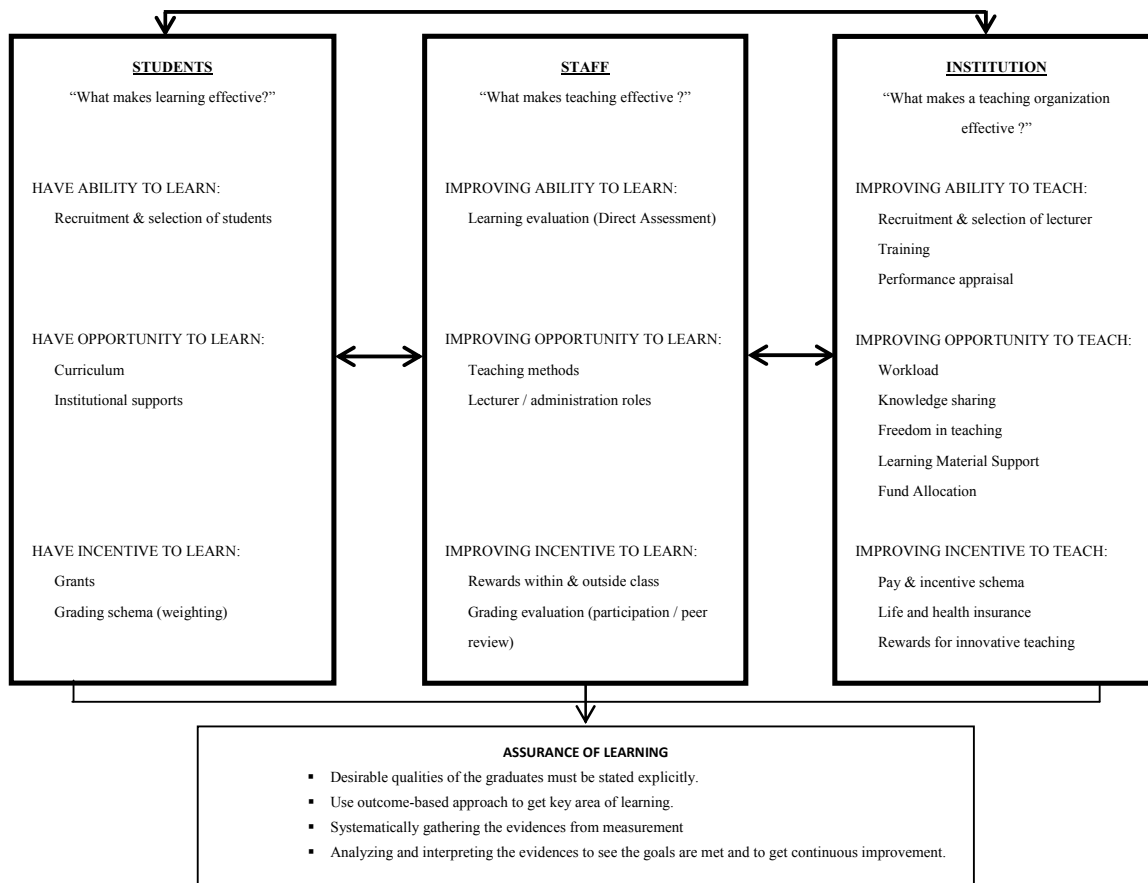 STUDENTS
“What makes learning effective?”
HAVE ABILITY TO LEARN:
Recruitment & selection of students
HAVE OPPORTUNITY TO LEARN:
Curriculum
Institutional supports
HAVE INCENTIVE TO LEARN:
Grants
Grading schema (weighting)
STAFF
“What makes teaching effective ?”
IMPROVING ABILITY TO LEARN:
Learning evaluation (Direct Assessment)
IMPROVING OPPORTUNITY TO LEARN:
Teaching methods
Lecturer / administration roles
IMPROVING INCENTIVE TO LEARN:
Rewards within & outside class
Grading evaluation (participation / peer
review)
INSTITUTION
“What makes a teaching organization
effective ?”
IMPROVING ABILITY TO TEACH:
Recruitment & selection of lecturer
Training
Performance appraisal
IMPROVING OPPORTUNITY TO TEACH:
Workload
Knowledge sharing
Freedom in teaching
Learning Material Support
Fund Allocation
IMPROVING INCENTIVE TO TEACH:
Pay & incentive schema
Life and health insurance
Rewards for innovative teaching
ASSURANCE OF LEARNING
▪ Desirable qualities of the graduates must be stated explicitly.
▪ Use outcome-based approach to get key area of learning.
▪ Systematically gathering the evidences from measurement
▪ Analyzing and interpreting the evidences to see the goals are met and to get continuous improvement.